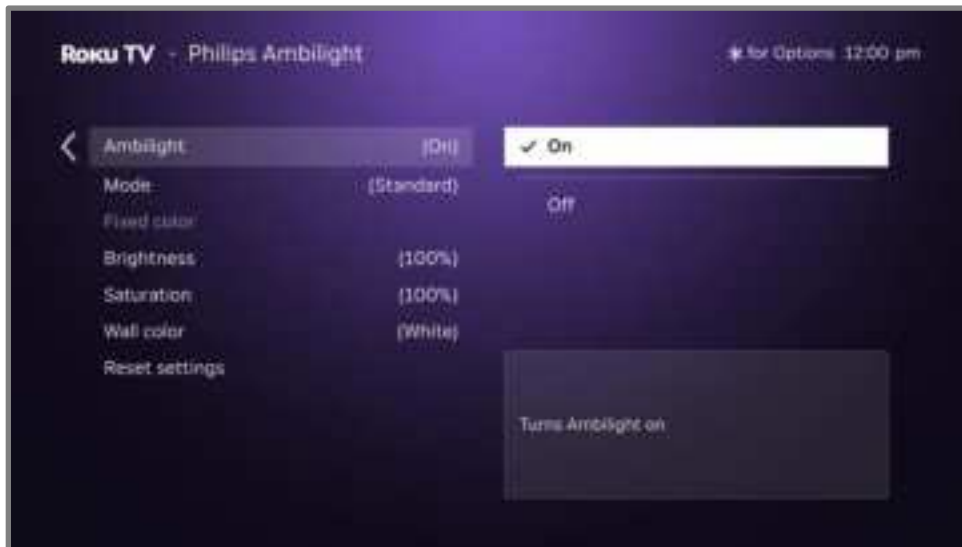 Roku TV - Philips Ambilight
* for Options 12:00 pm
Ambilight (On)
Mode (Standard)
Fixed color
Brightness (100%)
Saturation (100%)
Wall color (White)
Reset settings
✓ On
Off
Turns Ambilight on